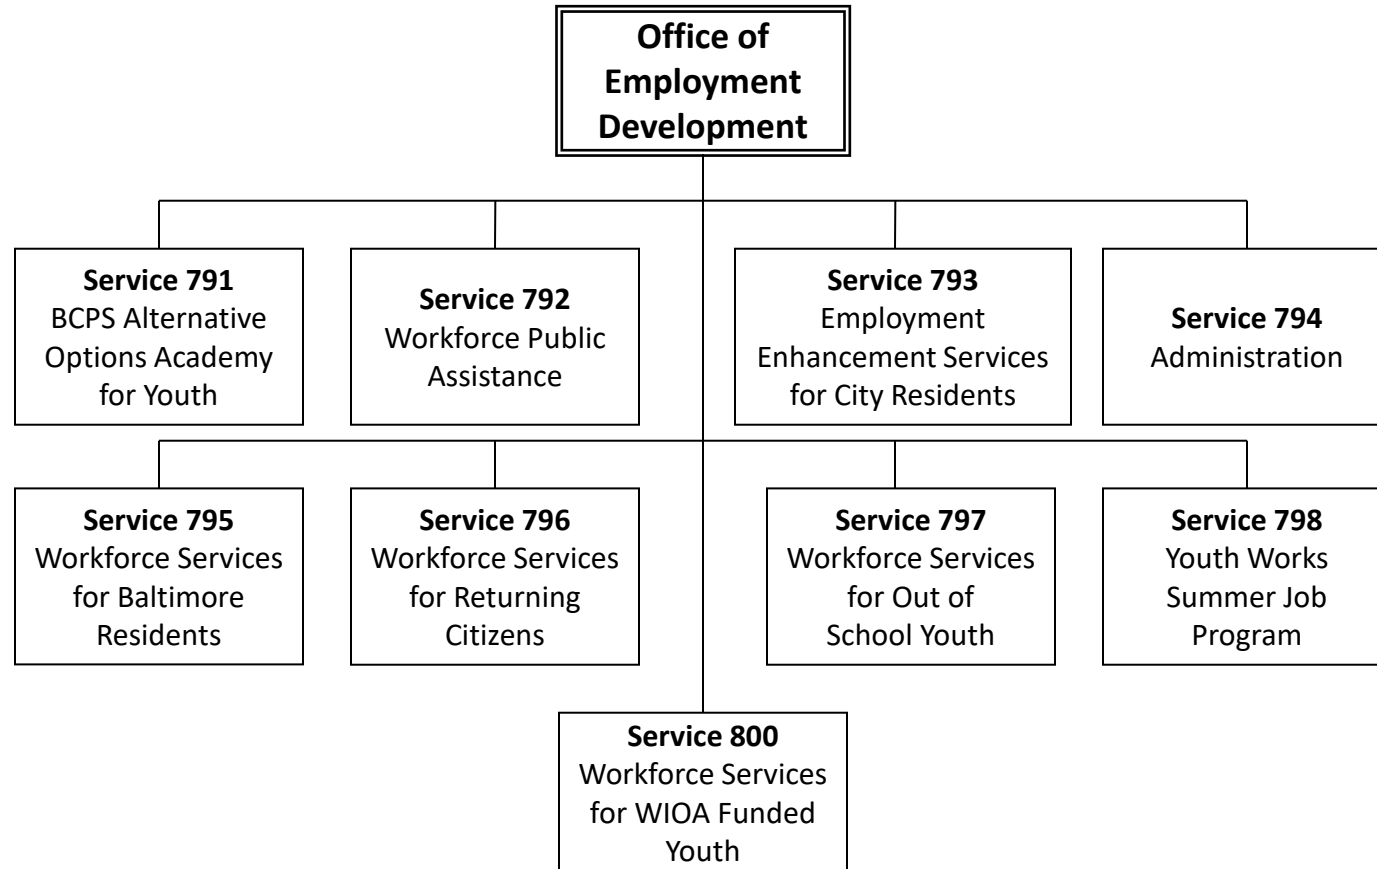 Office of
Employment
Development
Service 791
BCPS Alternative
Options Academy
for Youth
Service 792
Workforce Public
Assistance
Service 793
Employment
Enhancement Services
for City Residents
Service 794
Administration
Service 795
Workforce Services
for Baltimore
Residents
Service 796
Workforce Services
for Returning
Citizens
Service 797
Workforce Services
for Out of
School Youth
Service 798
Youth Works
Summer Job
Program
Service 800
Workforce Services
for WIOA Funded
Youth